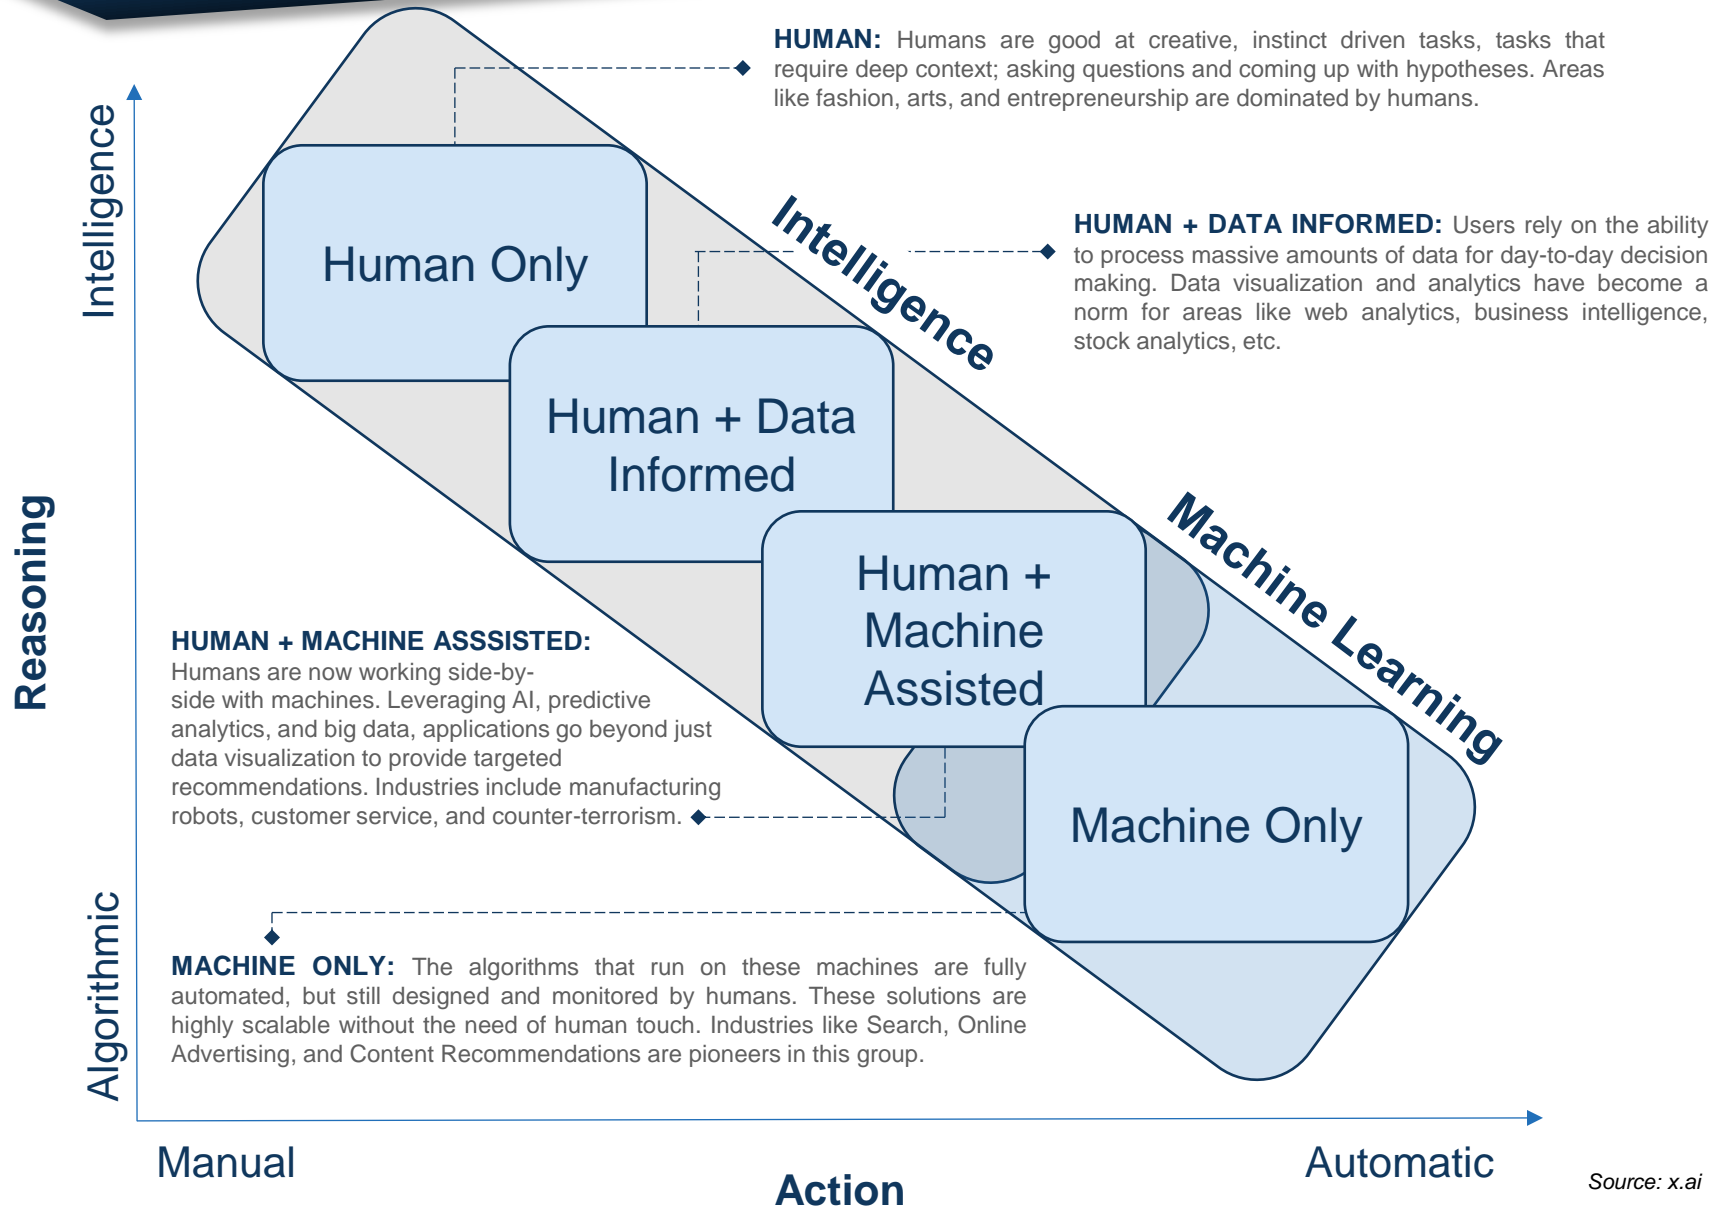 HUMAN: Humans are good at creative, instinct driven tasks, tasks that
require deep context; asking questions and coming up with hypotheses. Areas
like fashion, arts, and entrepreneurship are dominated by humans.
Intelligence
Human Only
Intelligence
HUMAN + DATA INFORMED: Users rely on the ability
to process massive amounts of data for day-to-day decision
making. Data visualization and analytics have become a
norm for areas like web analytics, business intelligence,
stock analytics, etc.
Human + Data
Informed
Reasoning
Machine Learning
Human +
Machine
Assisted
HUMAN + MACHINE ASSSISTED:
Humans are now working side-by-
side with machines. Leveraging AI, predictive
analytics, and big data, applications go beyond just
data visualization to provide targeted
recommendations. Industries include manufacturing
robots, customer service, and counter-terrorism.
Machine Only
Algorithmic
MACHINE ONLY: The algorithms that run on these machines are fully
automated, but still designed and monitored by humans. These solutions are
highly scalable without the need of human touch. Industries like Search, Online
Advertising, and Content Recommendations are pioneers in this group.
Manual
Automatic
Action
Source: x.ai